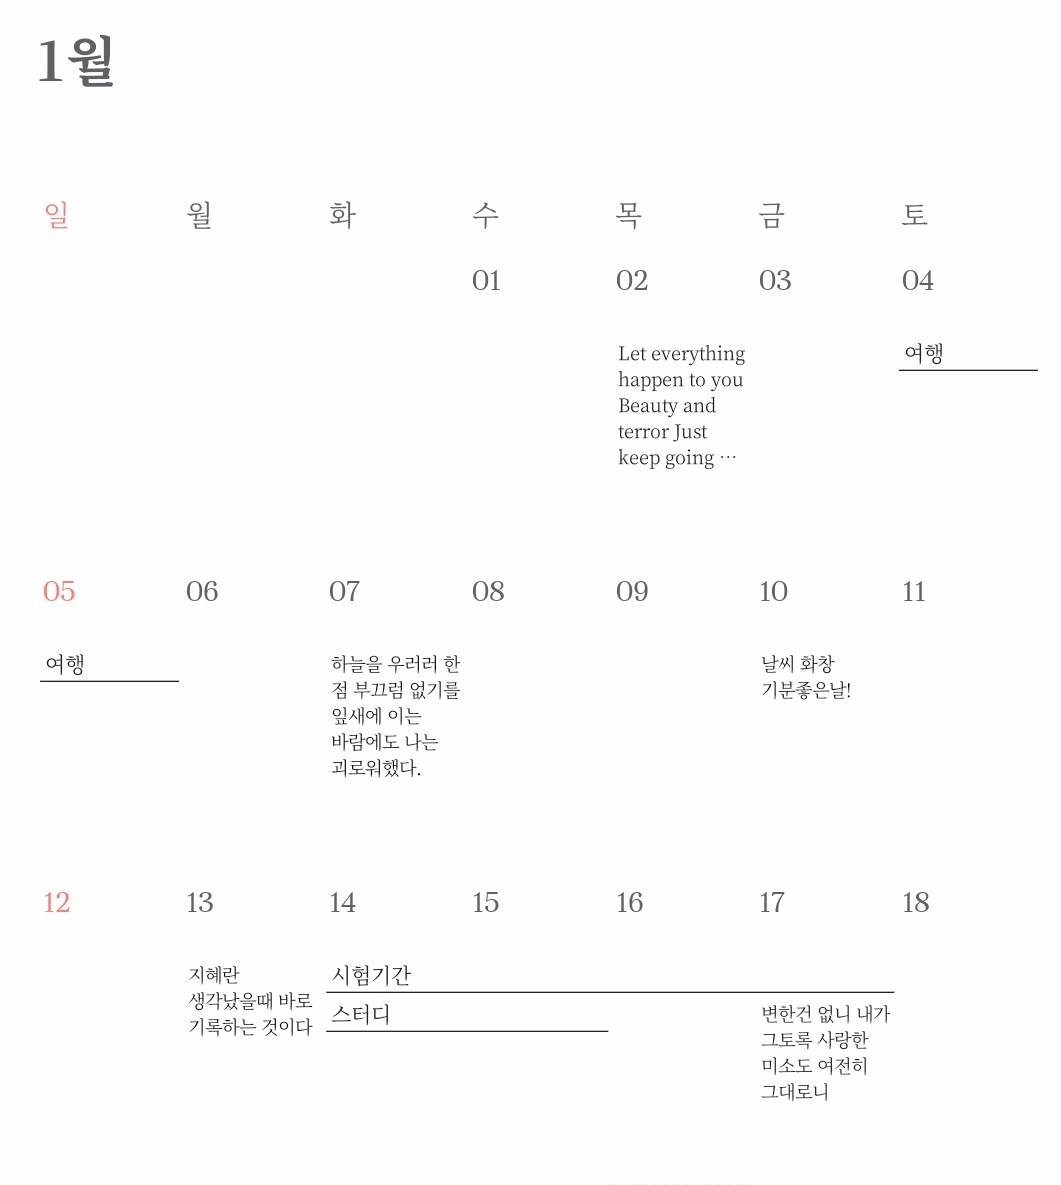 1월
일 월 화 수 목 금 토
01 02 03 04
Let everything
happen to you
Beauty and
terror Just
keep going …
여행
05 06 07 08 09 10 11
여행
하늘을 우러러 한
점 부끄럼 없기를
잎새에 이는
바람에도 나는
괴로워했다.
날씨 화창
기분좋은날!
12 13 14 15 16 17 18
지혜란
생각났을때 바로
기록하는 것이다
시험기간
스터디
변한건 없니 내가
그토록 사랑한
미소도 여전히
그대로니